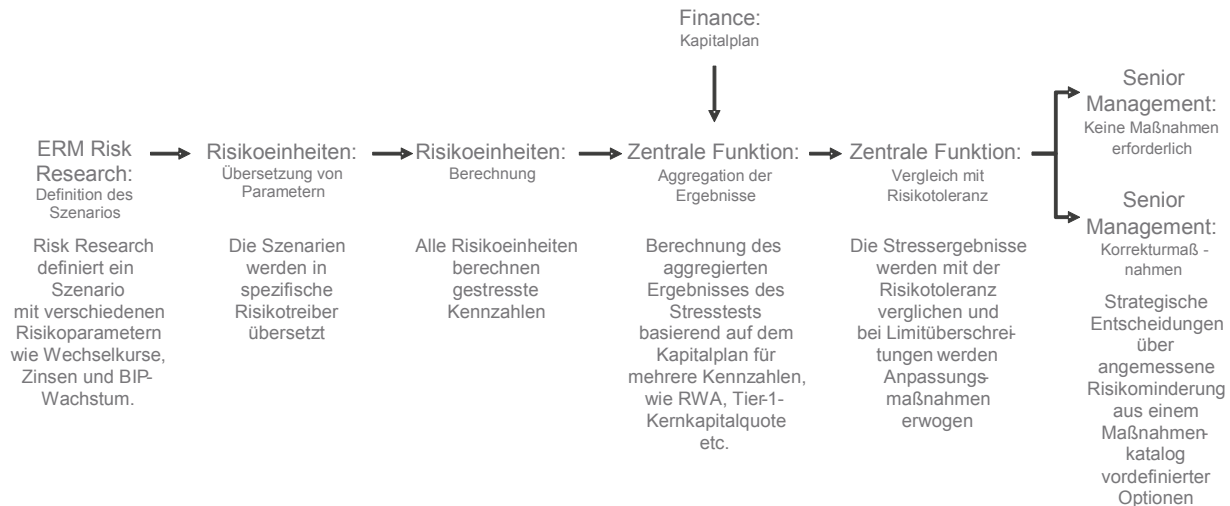 Finance:
Kapitalplan
ERM Risk
Research:
Definition des
Szenarios
Risk Research
definiert ein
Szenario
mit verschiedenen
Risikoparametern
wie Wechselkurse,
Zinsen und BIP-
Wachstum.
Risikoeinheiten:
Übersetzung von
Parametern
Die Szenarien
werden in
spezifische
Risikotreiber
übersetzt
Risikoeinheiten:
Berechnung
Alle Risikoeinheiten
berechnen
gestresste
Kennzahlen
Zentrale Funktion:
Aggregation der
Ergebnisse
Berechnung des
aggregierten
Ergebnisses des
Stresstests
basierend auf dem
Kapitalplan für
mehrere Kennzahlen,
wie RWA, Tier-1-
Kernkapitalquote
etc.
Zentrale Funktion:
Vergleich mit
Risikotoleranz
Die Stressergebnisse
werden mit der
Risikotoleranz
verglichen und
bei Limitüberschrei-
tungen werden
Anpassungs-
maßnahmen
erwogen
Senior
Management:
Keine Maßnahmen
erforderlich
Senior
Management:
Korrekturmaß -
nahmen
Strategische
Entscheidungen
über
angemessene
Risikominderung
aus einem
Maßnahmen-
katalog
vordefinierter
Optionen